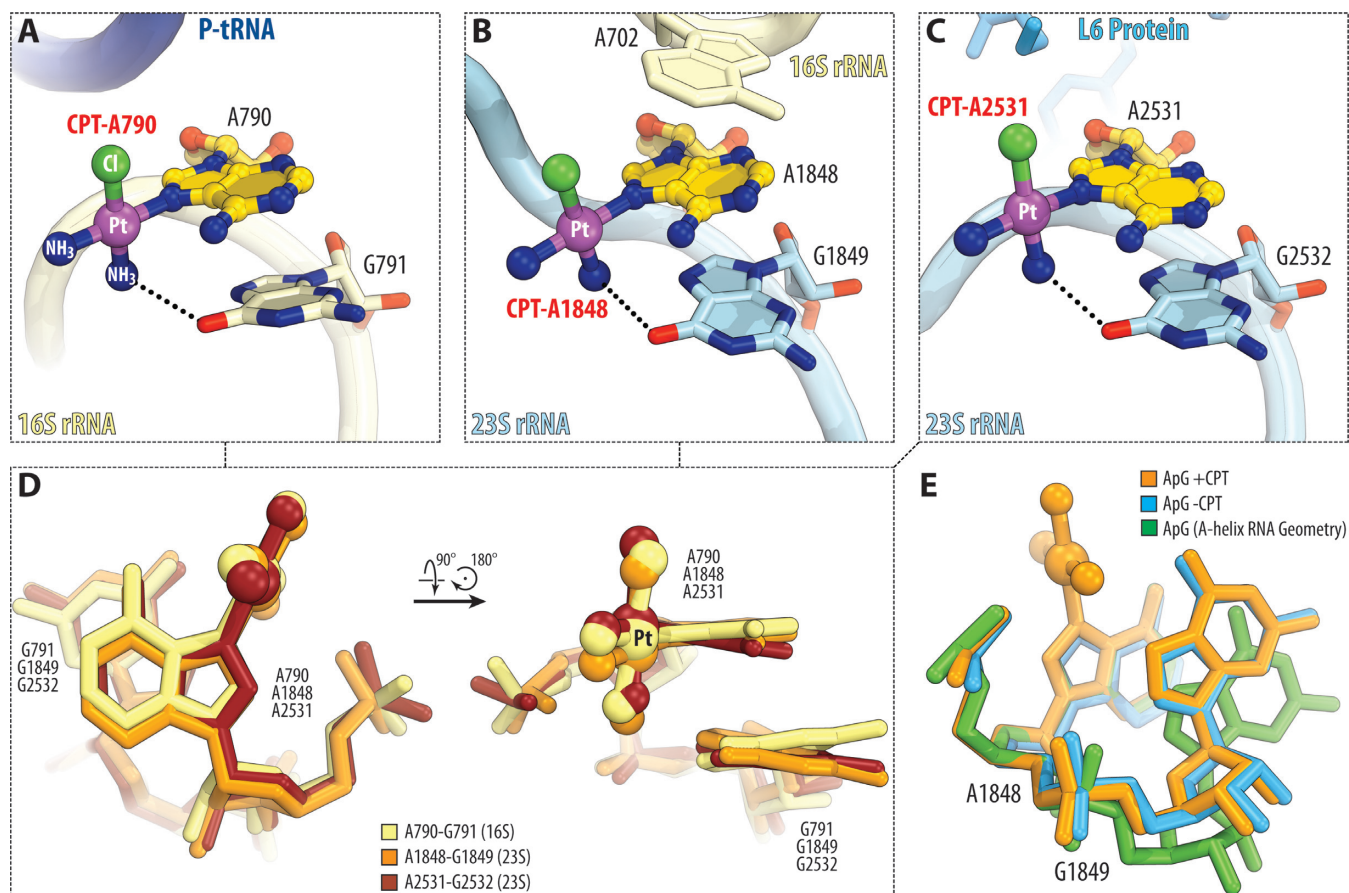 A
P-tRNA
CPT-A790
A790
Cl
Pt
NH3
NH3
G791
16S rRNA
B
A702
16S rRNA
A1848
Pt
G1849
CPT-A1848
23S rRNA
C
L6 Protein
CPT-A2531
A2531
Pt
G2532
23S rRNA
D
G791
G1849
G2532
A790
A1848
A2531
90° 180°
A790
A1848
A2531
Pt
G791
G1849
G2532
A790-G791 (16S)
A1848-G1849 (23S)
A2531-G2532 (23S)
E
ApG +CPT
ApG -CPT
ApG (A-helix RNA Geometry)
A1848
G1849